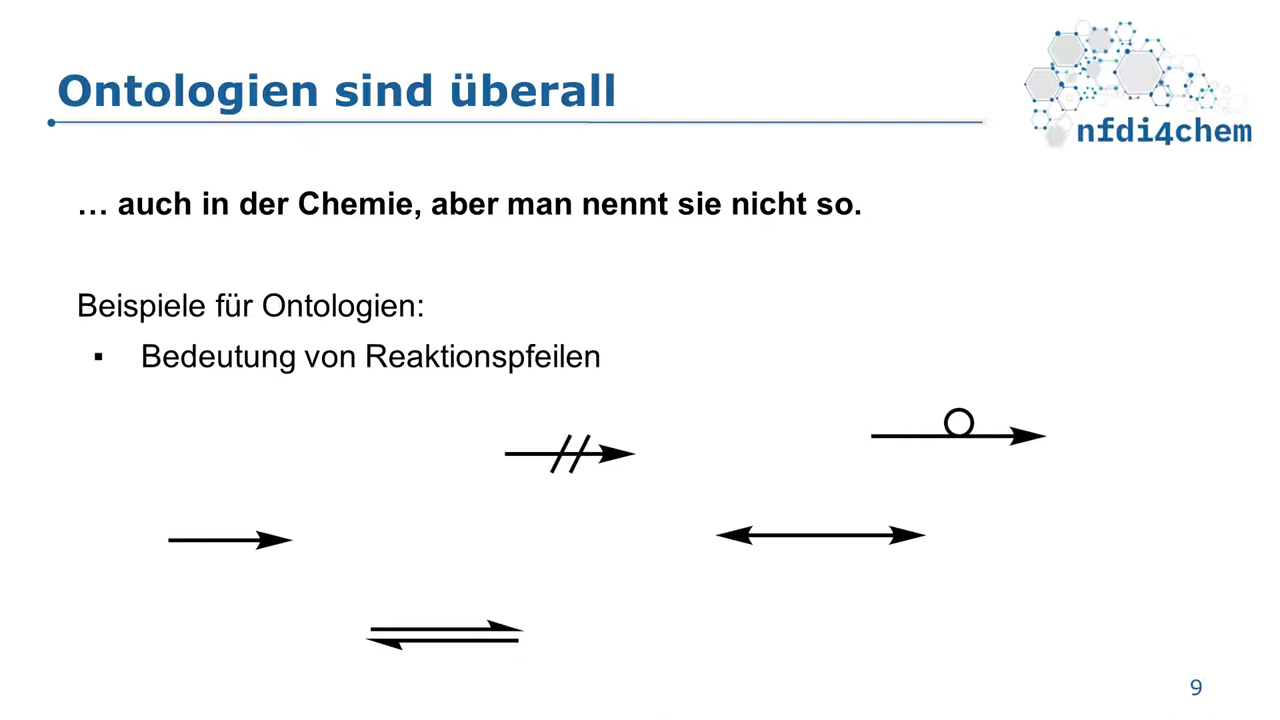 Ontologien sind überall
nfdi4chem
… auch in der Chemie, aber man nennt sie nicht so.
Beispiele für Ontologien:
▪ Bedeutung von Reaktionspfeilen
9